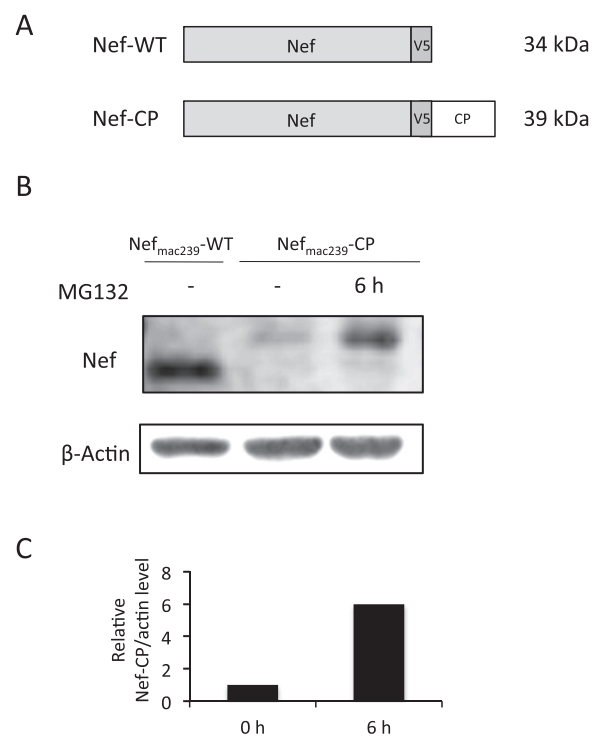 A
Nef-WT Nef V5 34 kDa
Nef-CP Nef V5 CP 39 kDa
B
Nefmac239-WT Nefmac239-CP
MG132 - - 6 h
Nef
β-Actin
C
Relative
Nef-CP/actin level
8
6
4
2
0
0 h 6 h